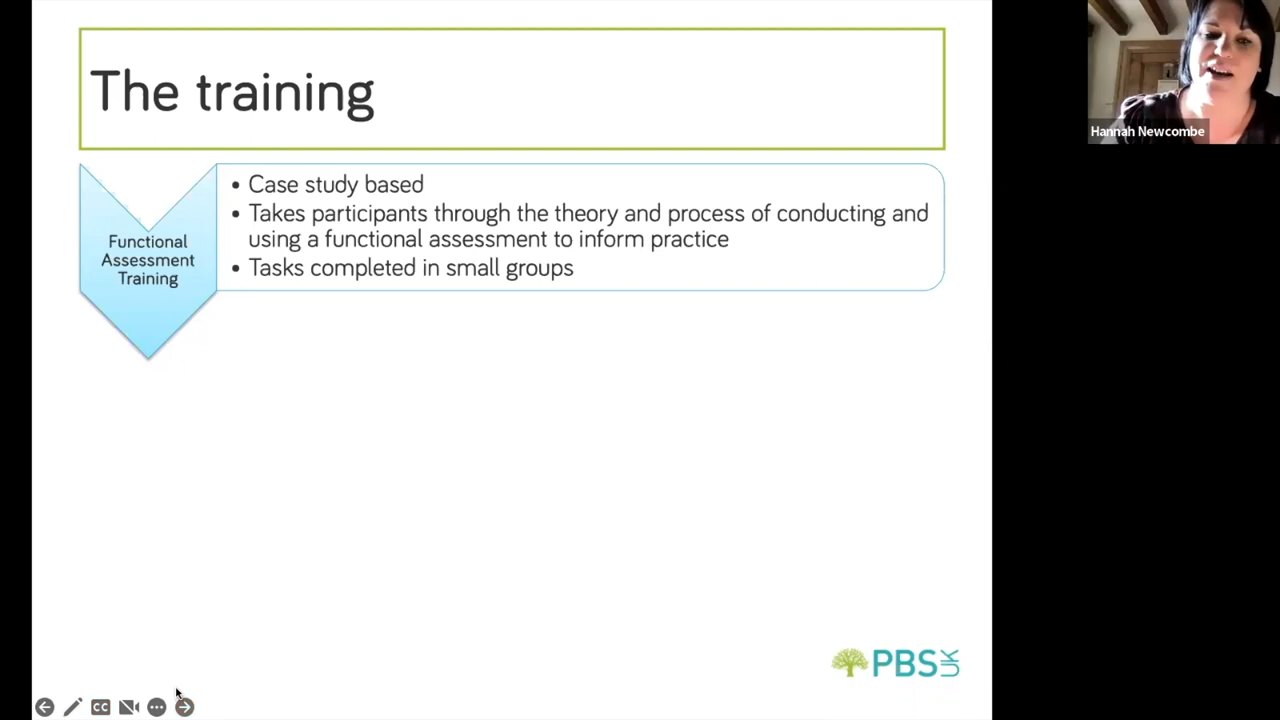 The training
Hannah Newcombe
Functional
Assessment
Training
• Case study based
• Takes participants through the theory and process of conducting and
using a functional assessment to inform practice
• Tasks completed in small groups
PBS UK
CC